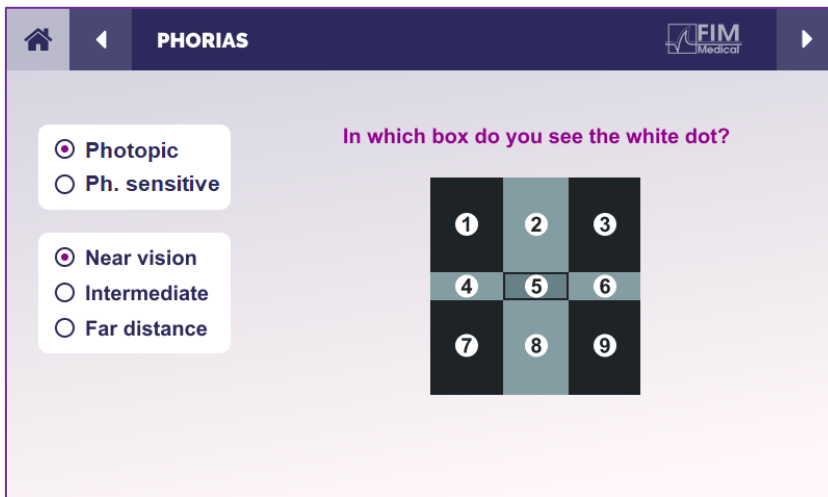 PHORIAS
FIM
Medical
Photopic
Ph. sensitive
Near vision
Intermediate
Far distance
In which box do you see the white dot?
1 2 3
4 5 6
7 8 9